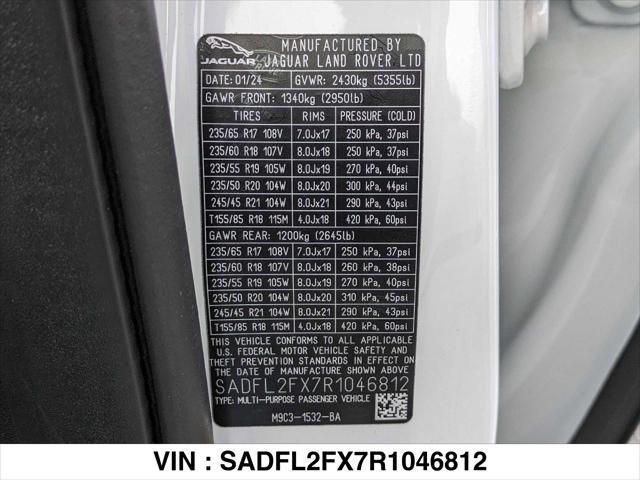 JAGUAR
MANUFACTURED BY
JAGUAR LAND ROVER LTD
DATE: 01/24 GVWR: 2430kg (5355lb)
GAWR FRONT: 1340kg (2950lb)
TIRES RIMS PRESSURE (COLD)
235/65 R17 108V 7.0Jx17 250 kPa, 37psi
235/60 R18 107V 8.0Jx18 250 kPa, 37psi
235/55 R19 105W 8.0Jx19 270 kPa, 40psi
235/50 R20 104W 8.0Jx20 300 kPa, 44psi
245/45 R21 104W 8.0Jx21 290 kPa, 43psi
T155/85 R18 115M 4.0Jx18 420 kPa, 60psi
GAWR REAR: 1200kg (2645lb)
235/65 R17 108V 7.0Jx17 250 kPa, 37psi
235/60 R18 107V 8.0Jx18 260 kPa, 38psi
235/55 R19 105W 8.0Jx19 270 kPa, 40psi
235/50 R20 104W 8.0Jx20 310 kPa, 45psi
245/45 R21 104W 8.0Jx21 290 kPa, 43psi
T155/85 R18 115M 4.0Jx18 420 kPa, 60psi
THIS VEHICLE CONFORMS TO ALL APPLICABLE
U.S. FEDERAL MOTOR VEHICLE SAFETY AND
THEFT PREVENTION STANDARDS IN EFFECT
ON THE DATE OF MANUFACTURE SHOWN ABOVE.
SADFL2FX7R1046812
TYPE: MULTI-PURPOSE PASSENGER VEHICLE
M9C3-1532-BA
VIN : SADFL2FX7R1046812